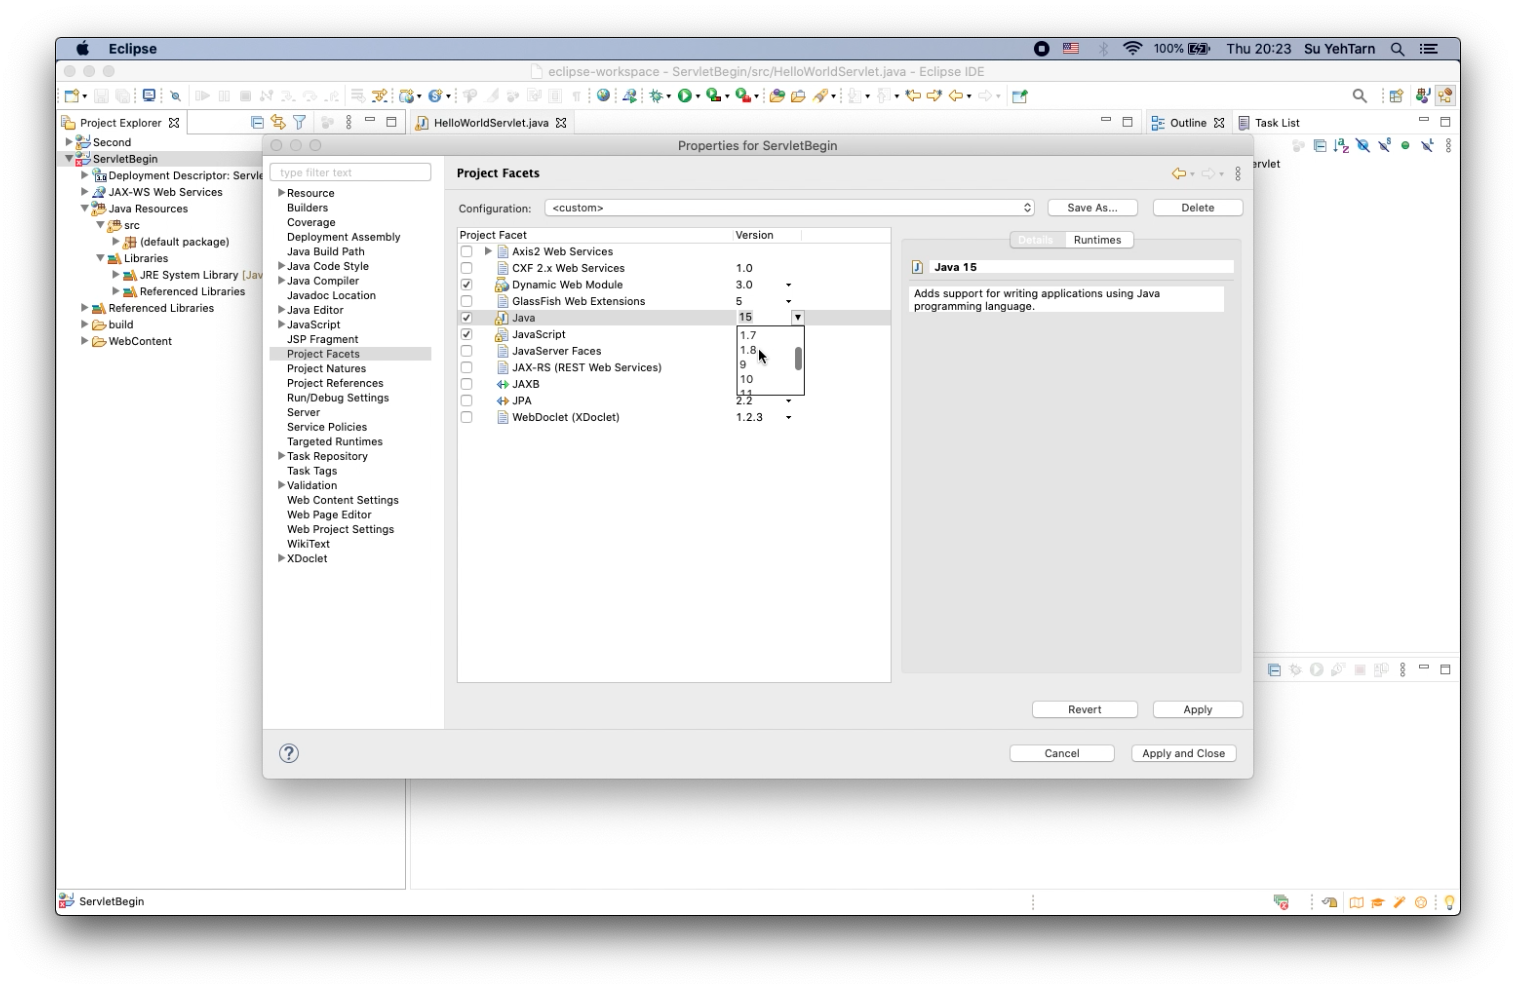 Eclipse
100%
Thu 20:23
Su YehTarn
eclipse-workspace - ServletBegin/src/HelloWorldServlet.java - Eclipse IDE
Project Explorer
HelloWorldServlet.java
Outline
Task List
Second
ServletBegin
Deployment Descriptor: Servle
JAX-WS Web Services
Java Resources
src
(default package)
Libraries
JRE System Library [Jav
Referenced Libraries
Referenced Libraries
build
WebContent
ervlet
Properties for ServletBegin
type filter text
Resource
Builders
Coverage
Deployment Assembly
Java Build Path
Java Code Style
Java Compiler
Javadoc Location
Java Editor
JavaScript
JSP Fragment
Project Facets
Project Natures
Project References
Run/Debug Settings
Server
Service Policies
Targeted Runtimes
Task Repository
Task Tags
Validation
Web Content Settings
Web Page Editor
Web Project Settings
WikiText
XDoclet
Project Facets
Configuration:
<custom>
Save As...
Delete
Project Facet
Version
Axis2 Web Services
CXF 2.x Web Services 1.0
Dynamic Web Module 3.0
GlassFish Web Extensions 5
Java 15
JavaScript
JavaServer Faces
JAX-RS (REST Web Services)
JAXB
JPA 2.2
WebDoclet (XDoclet) 1.2.3
1.7
1.8
9
10
11
Details
Runtimes
Java 15
Adds support for writing applications using Java
programming language.
Revert
Apply
Cancel
Apply and Close
ServletBegin